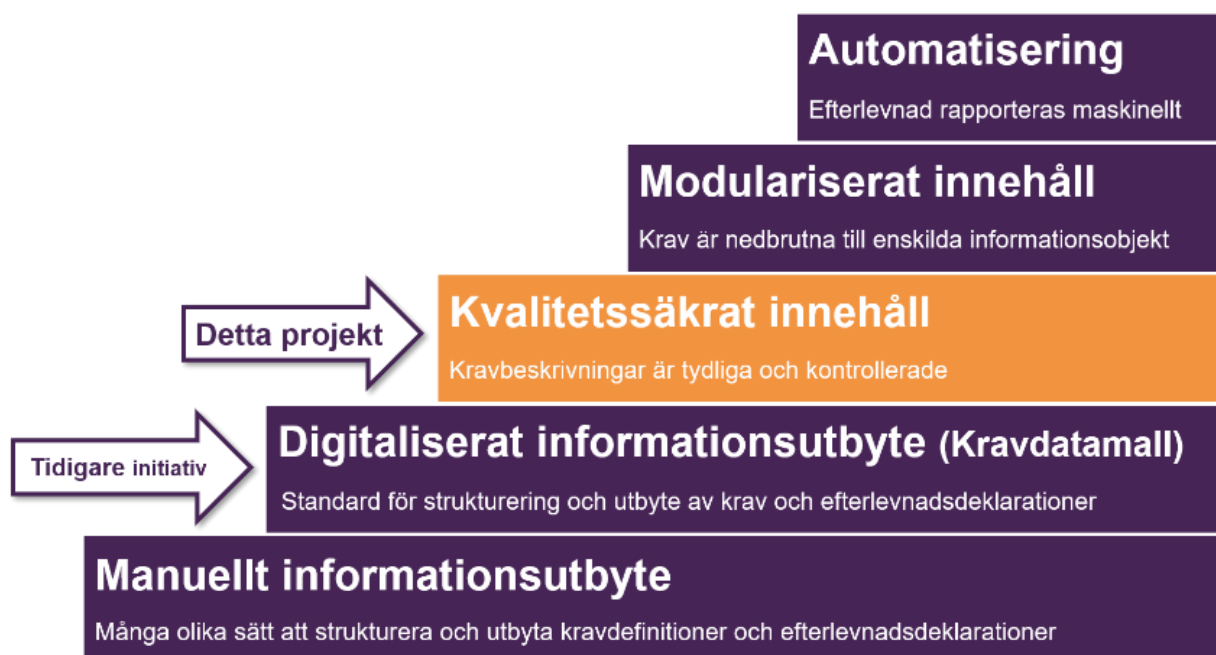 Automatisering
Efterlevnad rapporteras maskinellt
Modulariserat innehåll
Krav är nedbrutna till enskilda informationsobjekt
Detta projekt
Kvalitetssäkrat innehåll
Kravbeskrivningar är tydliga och kontrollerade
Tidigare initiativ
Digitaliserat informationsutbyte (Kravdatamall)
Standard för strukturering och utbyte av krav och efterlevnadsdeklarationer
Manuellt informationsutbyte
Många olika sätt att strukturera och utbyta kravdefinitioner och efterlevnadsdeklarationer